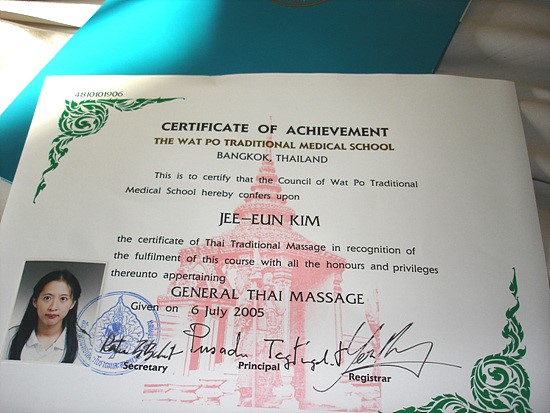 4810101906
CERTIFICATE OF ACHIEVEMENT
THE WAT PO TRADITIONAL MEDICAL SCHOOL
BANGKOK, THAILAND
This is to certify that the Council of Wat Po Traditional
Medical School hereby confers upon
JEE-EUN KIM
the certificate of Thai Traditional Massage in recognition of
the fulfilment of this course with all the honours and privileges
thereunto appertaining
GENERAL THAI MASSAGE
Given on 6 July 2005
Secretary Principal Registrar